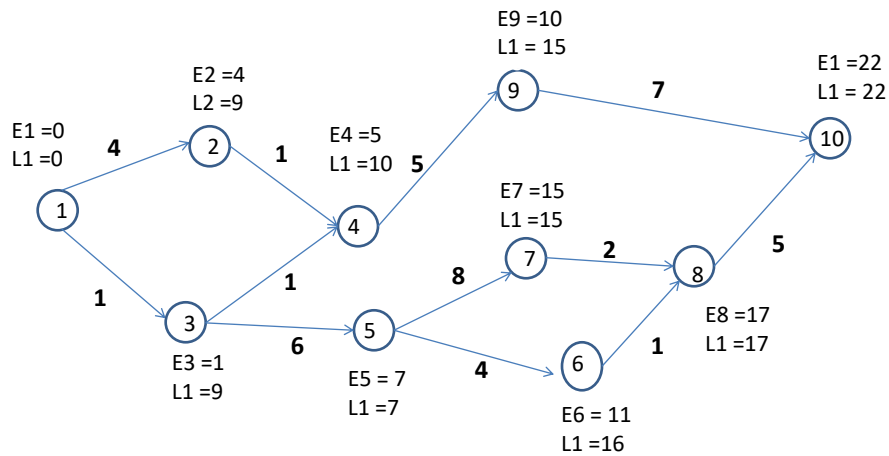 E9 =10
L1 = 15
E1 =22
L1 = 22
E2 =4
L2 =9
9
7
E1 =0
L1 =0
4
2
1
E4 =5
L1 =10
5
10
1
4
E7 =15
L1 =15
7
2
8
5
1
3
1
6
5
8
4
6
1
E3 =1
L1 =9
E5 = 7
L1 =7
E8 =17
L1 =17
E6 = 11
L1 =16